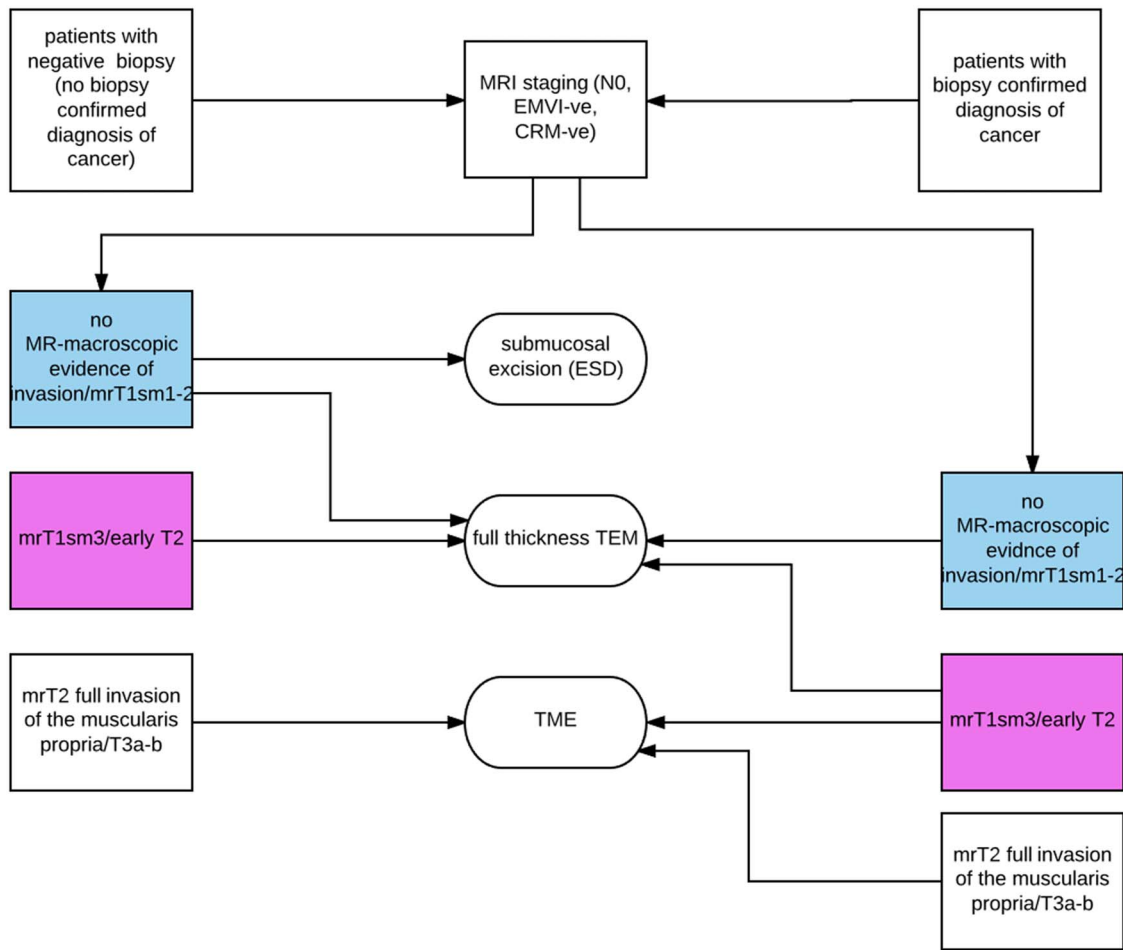 patients with
negative biopsy
(no biopsy
confirmed
diagnosis of
cancer)
MRI staging (N0,
EMVI-ve,
CRM-ve)
patients with
biopsy confirmed
diagnosis of
cancer
no
MR-macroscopic
evidence of
invasion/mrT1sm1-2
submucosal
excision (ESD)
mrT1sm3/early T2
full thickness TEM
no
MR-macroscopic
evidnce of
invasion/mrT1sm1-2
mrT2 full invasion
of the muscularis
propria/T3a-b
TME
mrT1sm3/early T2
mrT2 full invasion
of the muscularis
propria/T3a-b